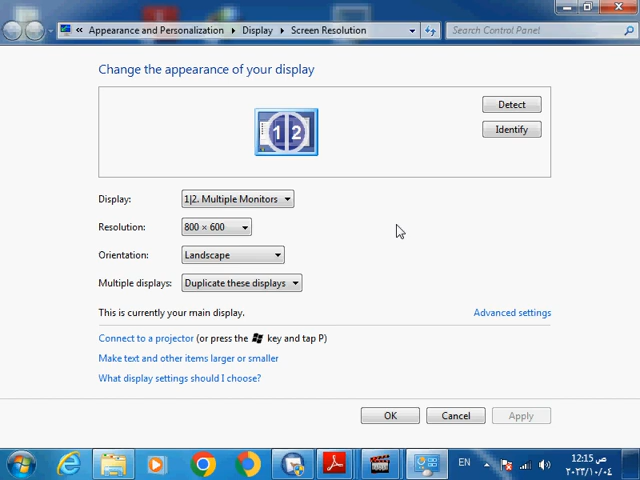 « Appearance and Personalization Display Screen Resolution Search Control Panel
Change the appearance of your display
1 2
Detect
Identify
Display: 1|2. Multiple Monitors
Resolution: 800 × 600
Orientation: Landscape
Multiple displays: Duplicate these displays
This is currently your main display. Advanced settings
Connect to a projector (or press the key and tap P)
Make text and other items larger or smaller
What display settings should I choose?
OK Cancel Apply
EN 12:15 ص
٢٠٢٣/١٠/٠٤